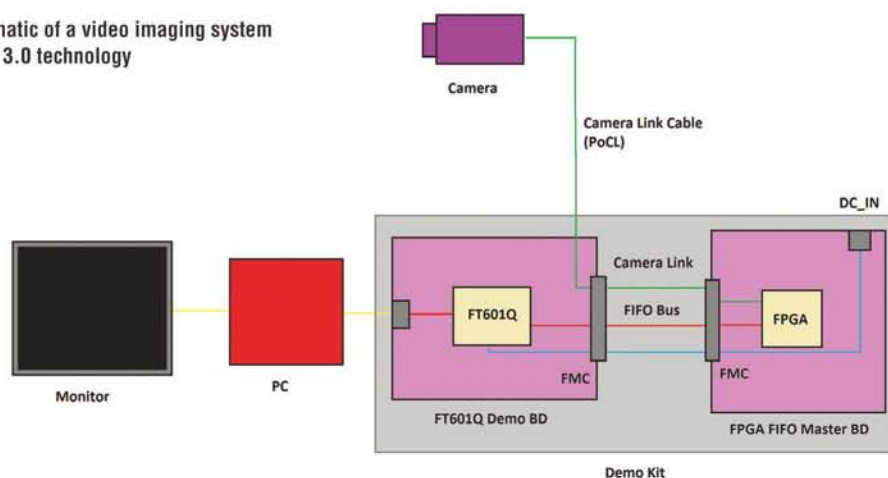 matic of a video imaging system
3.0 technology
Camera
Camera Link Cable
(PoCL)
DC_IN
Camera Link
FT601Q
FIFO Bus
FPGA
FMC
FMC
Monitor
PC
FT601Q Demo BD
FPGA FIFO Master BD
Demo Kit